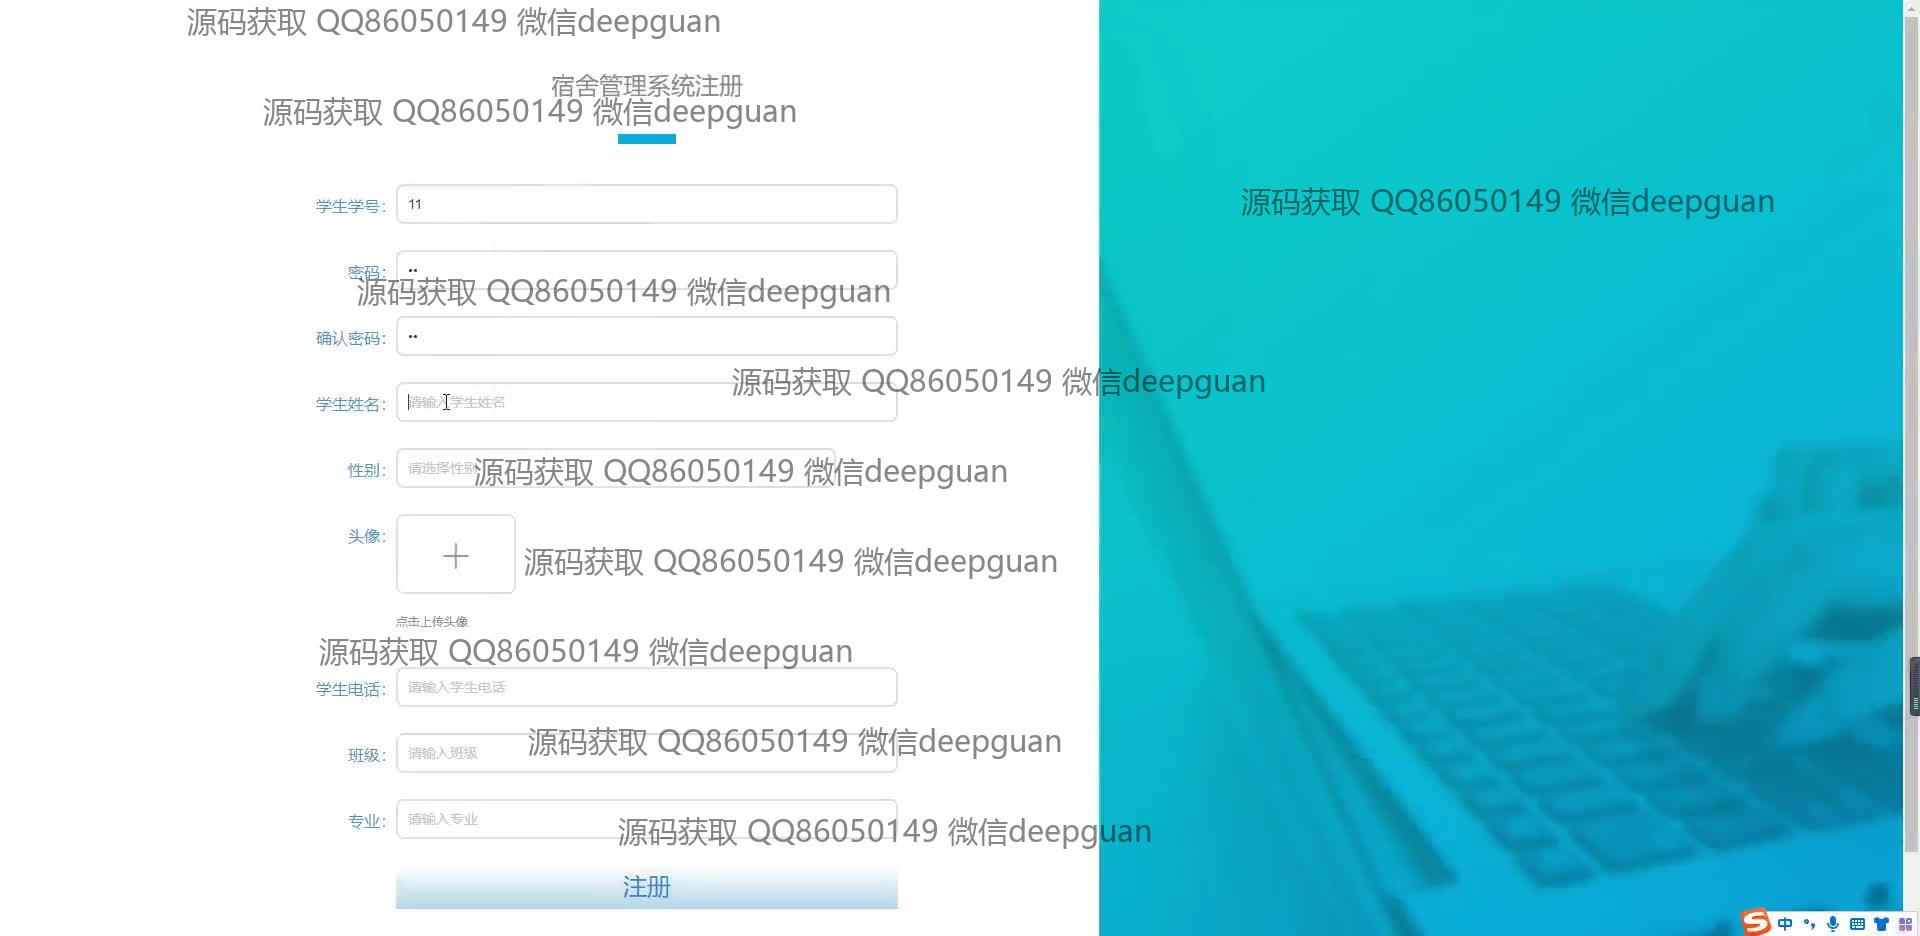 源码获取 QQ86050149 微信deepguan
宿舍管理系统注册
源码获取 QQ86050149 微信deepguan
源码获取 QQ86050149 微信deepguan
学生学号: 11
密码: ••
源码获取 QQ86050149 微信deepguan
确认密码: ••
源码获取 QQ86050149 微信deepguan
学生姓名: 请输入学生姓名
性别: 请选择性别
源码获取 QQ86050149 微信deepguan
头像:
源码获取 QQ86050149 微信deepguan
点击上传头像
源码获取 QQ86050149 微信deepguan
学生电话: 请输入学生电话
源码获取 QQ86050149 微信deepguan
班级: 请输入班级
专业: 请输入专业
源码获取 QQ86050149 微信deepguan
注册
中